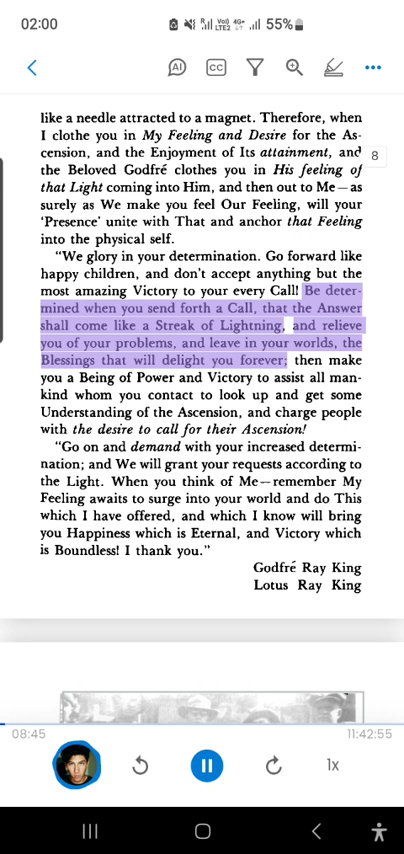 02:00
R
Vo))
LTE2
4G+
55%
AI
CC
like a needle attracted to a magnet. Therefore, when
I clothe you in My Feeling and Desire for the As-
cension, and the Enjoyment of Its attainment, and
8
the Beloved Godfré clothes you in His feeling of
that Light coming into Him, and then out to Me—as
surely as We make you feel Our Feeling, will your
‘Presence’ unite with That and anchor that Feeling
into the physical self.
“We glory in your determination. Go forward like
happy children, and don’t accept anything but the
most amazing Victory to your every Call! Be deter-
mined when you send forth a Call, that the Answer
shall come like a Streak of Lightning, and relieve
you of your problems, and leave in your worlds, the
Blessings that will delight you forever; then make
you a Being of Power and Victory to assist all man-
kind whom you contact to look up and get some
Understanding of the Ascension, and charge people
with the desire to call for their Ascension!
“Go on and demand with your increased determi-
nation; and We will grant your requests according to
the Light. When you think of Me—remember My
Feeling awaits to surge into your world and do This
which I have offered, and which I know will bring
you Happiness which is Eternal, and Victory which
is Boundless! I thank you.”
Godfré Ray King
Lotus Ray King
08:45
11:42:55
1x